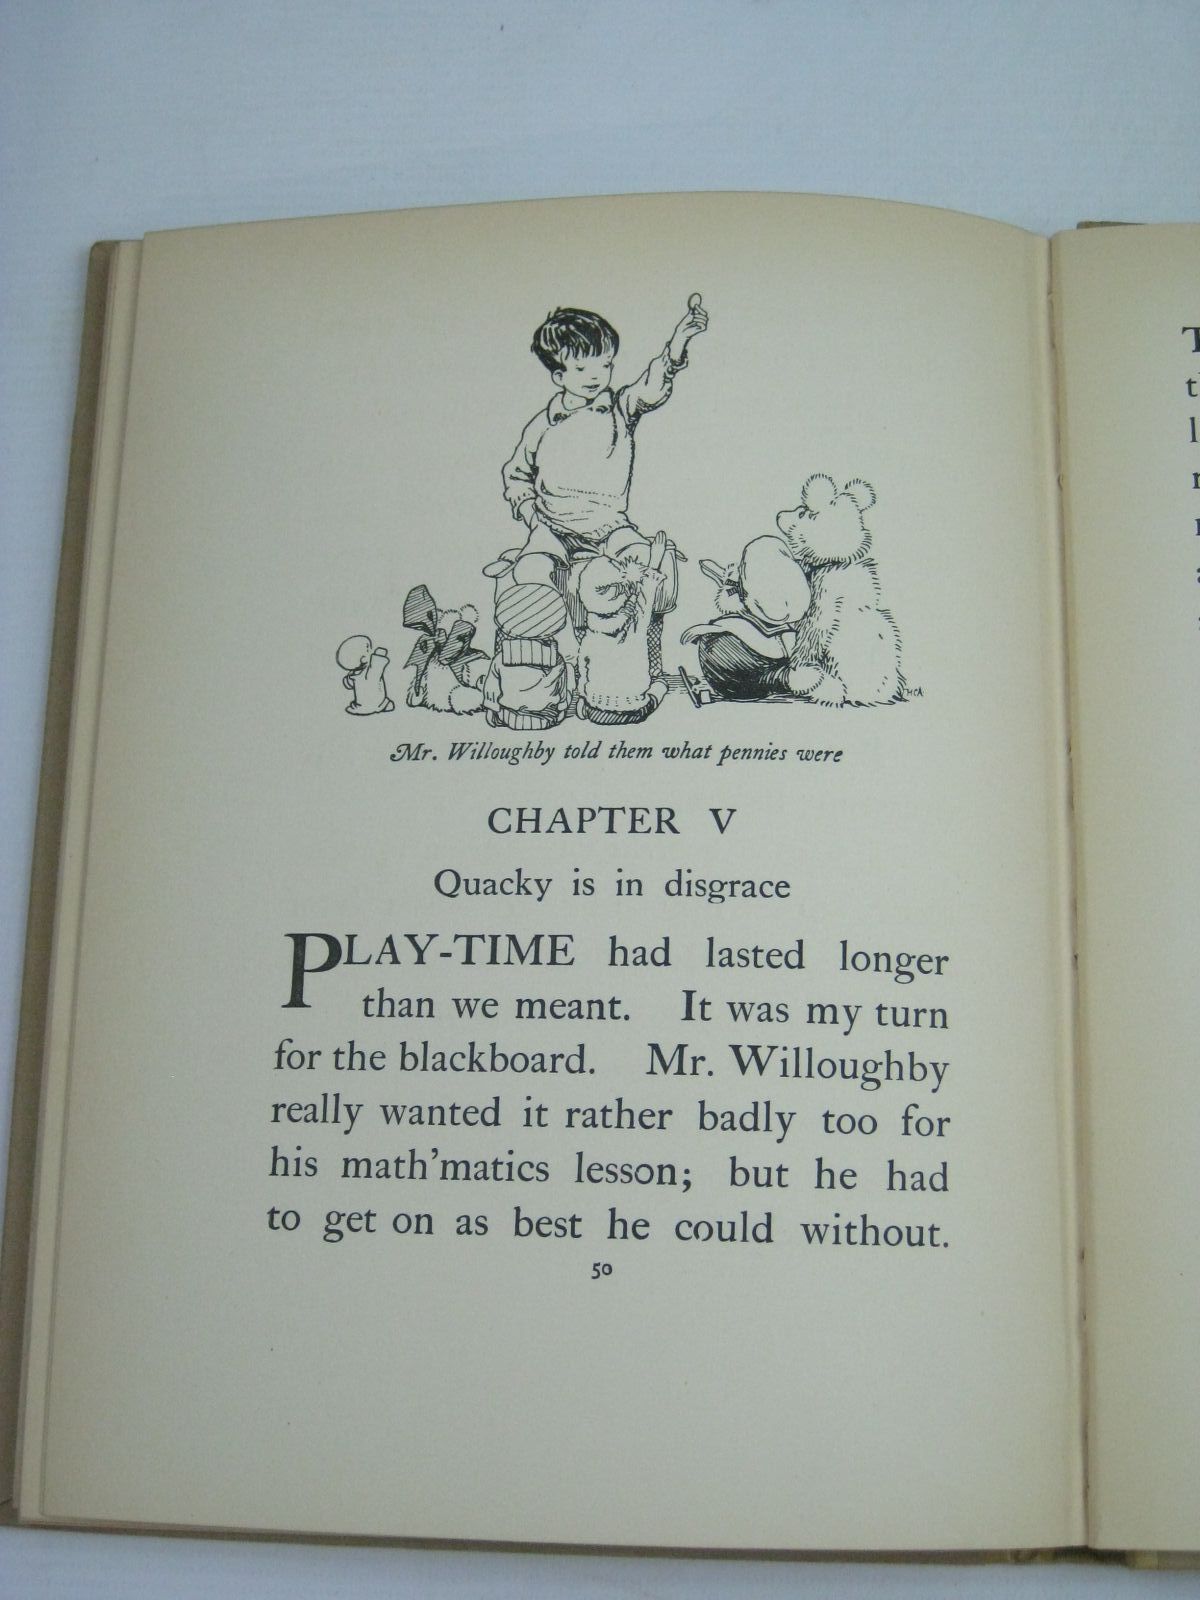 HCA
Mr. Willoughby told them what pennies were
CHAPTER V
Quacky is in disgrace
PLAY-TIME had lasted longer
than we meant. It was my turn
for the blackboard. Mr. Willoughby
really wanted it rather badly too for
his math'matics lesson; but he had
to get on as best he could without.
50